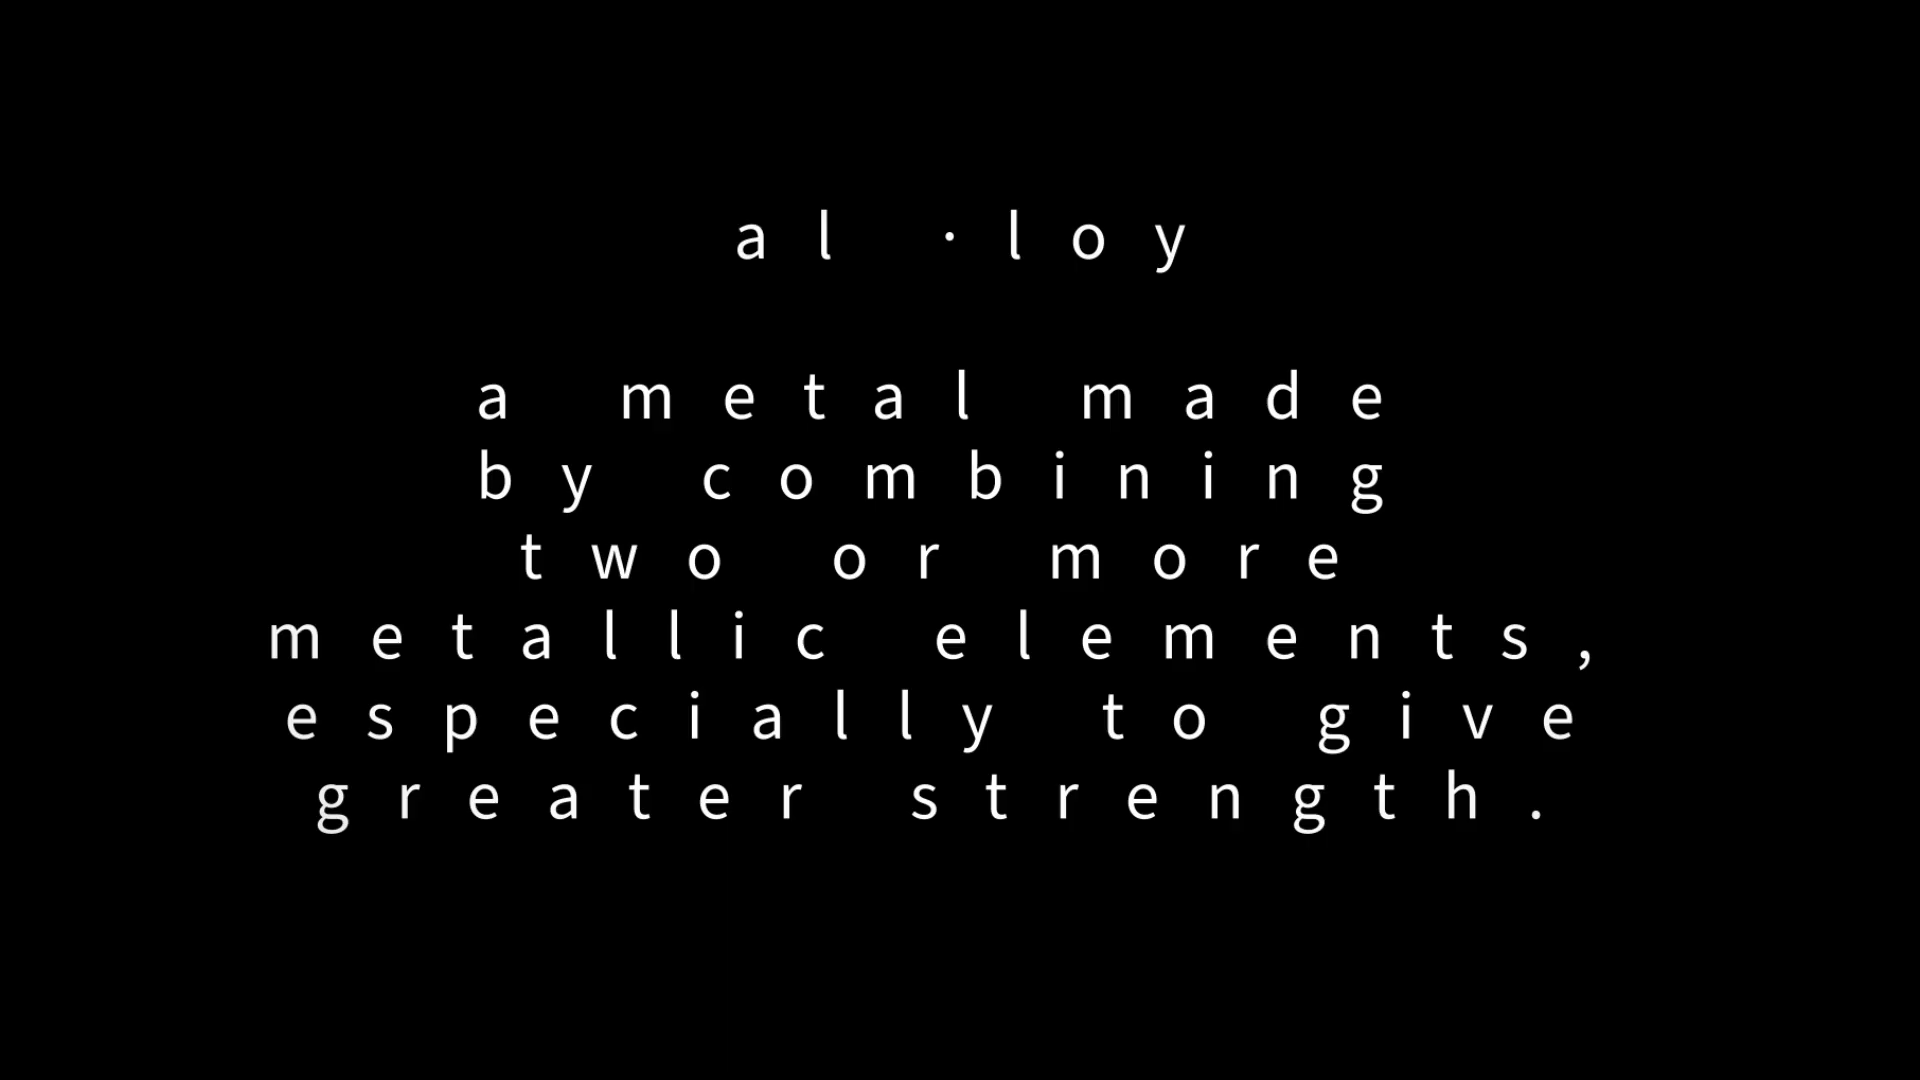 al ·loy
a metal made
by combining
two or more
metallic elements,
especially to give
greater strength.